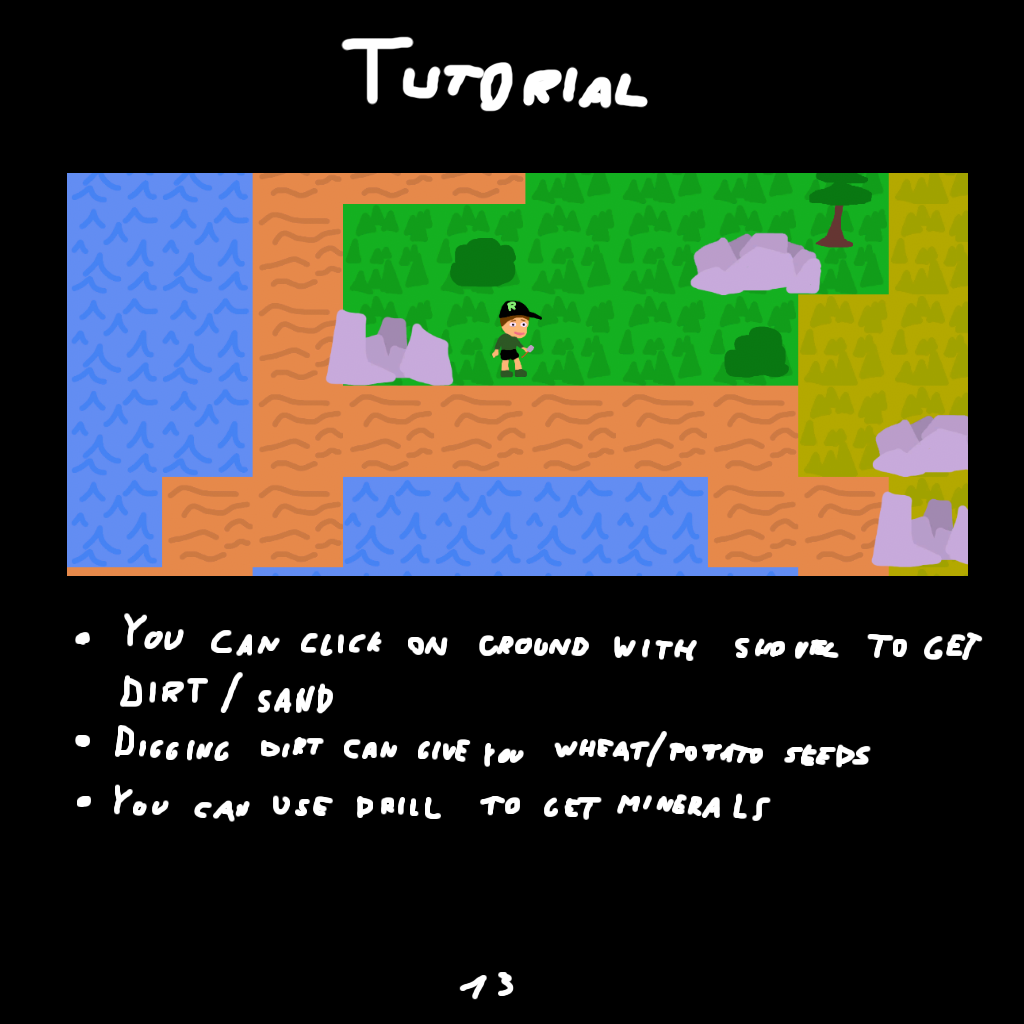 TUTORIAL
R
• YOU CAN CLICK ON GROUND WITH SHOVEL TO GET
DIRT / SAND
• DIGGING DIRT CAN GIVE YOU WHEAT/POTATO SEEDS
• YOU CAN USE DRILL TO GET MINERALS
13